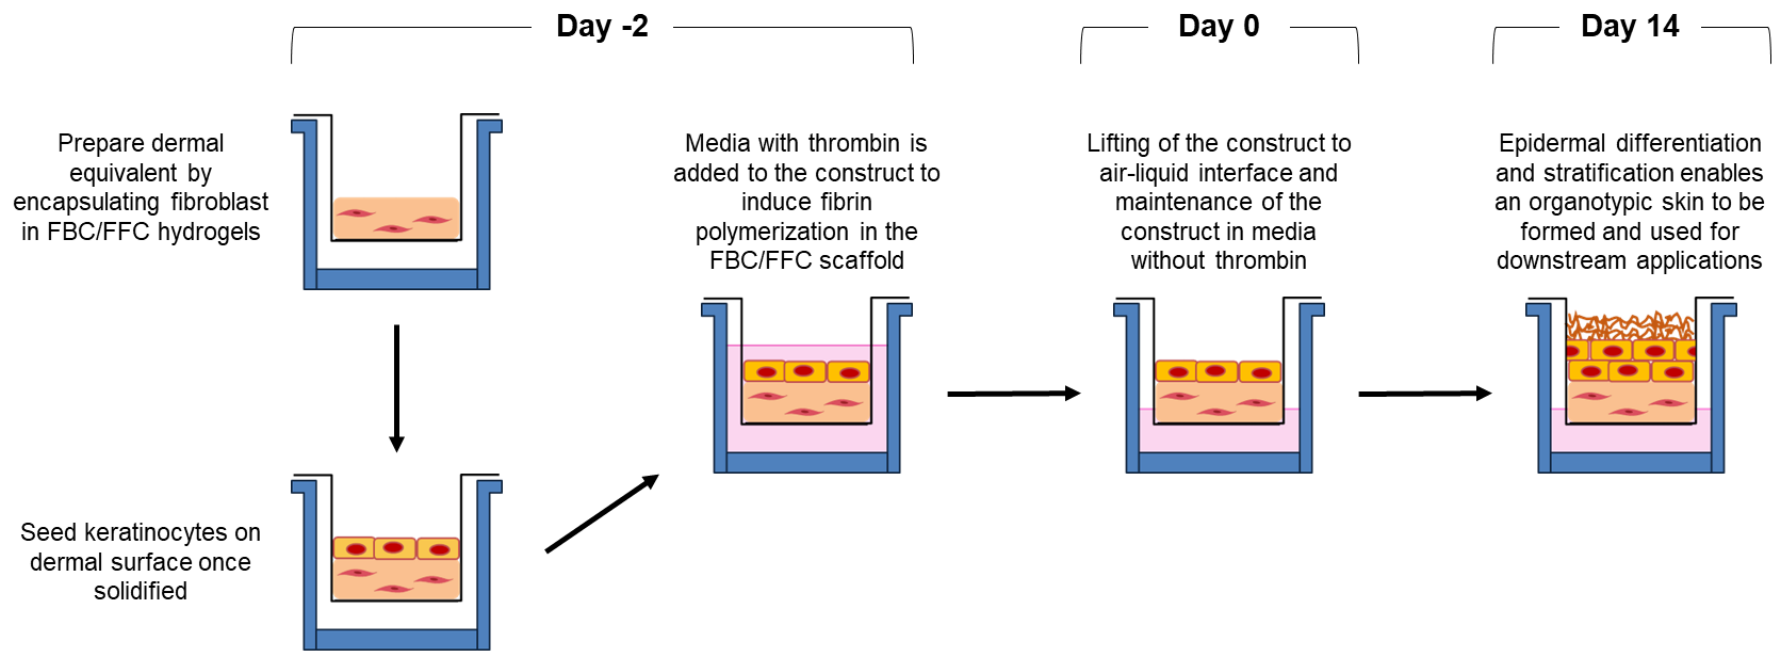 Day -2
Day 0
Day 14
Prepare dermal
equivalent by
encapsulating fibroblast
in FBC/FFC hydrogels
Seed keratinocytes on
dermal surface once
solidified
Media with thrombin is
added to the construct to
induce fibrin
polymerization in the
FBC/FFC scaffold
Lifting of the construct to
air-liquid interface and
maintenance of the
construct in media
without thrombin
Epidermal differentiation
and stratification enables
an organotypic skin to be
formed and used for
downstream applications